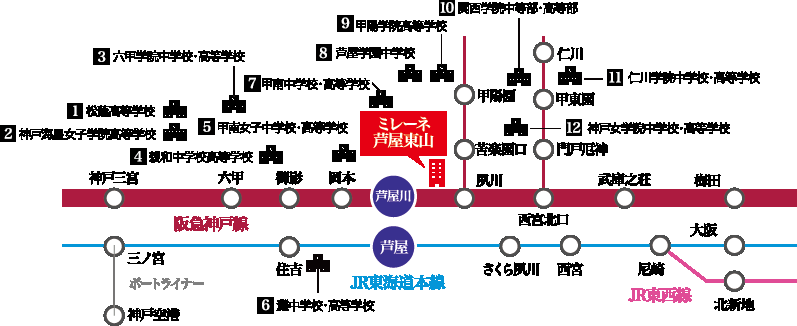 10 関西学院中等部・高等部
9 甲陽学院高等学校
8 芦屋学園中学校
3 六甲学院中学校・高等学校
仁川
7 甲南中学校・高等学校
11 仁川学院中学校・高等学校
甲陽園
甲東園
1 松蔭高等学校
ミレーネ
芦屋東山
2 神戸海星女子学院高等学校
5 甲南女子中学校・高等学校
12 神戸女学院中学校・高等学校
4 親和中学校高等学校
苦楽園口
門戸厄神
神戸三宮
六甲
御影
岡本
芦屋川
夙川
武庫之荘
梅田
阪急神戸線
西宮北口
大阪
芦屋
三ノ宮
住吉
さくら夙川
西宮
尼崎
ポートライナー
JR東海道本線
JR東西線
6 灘中学校・高等学校
北新地
神戸空港